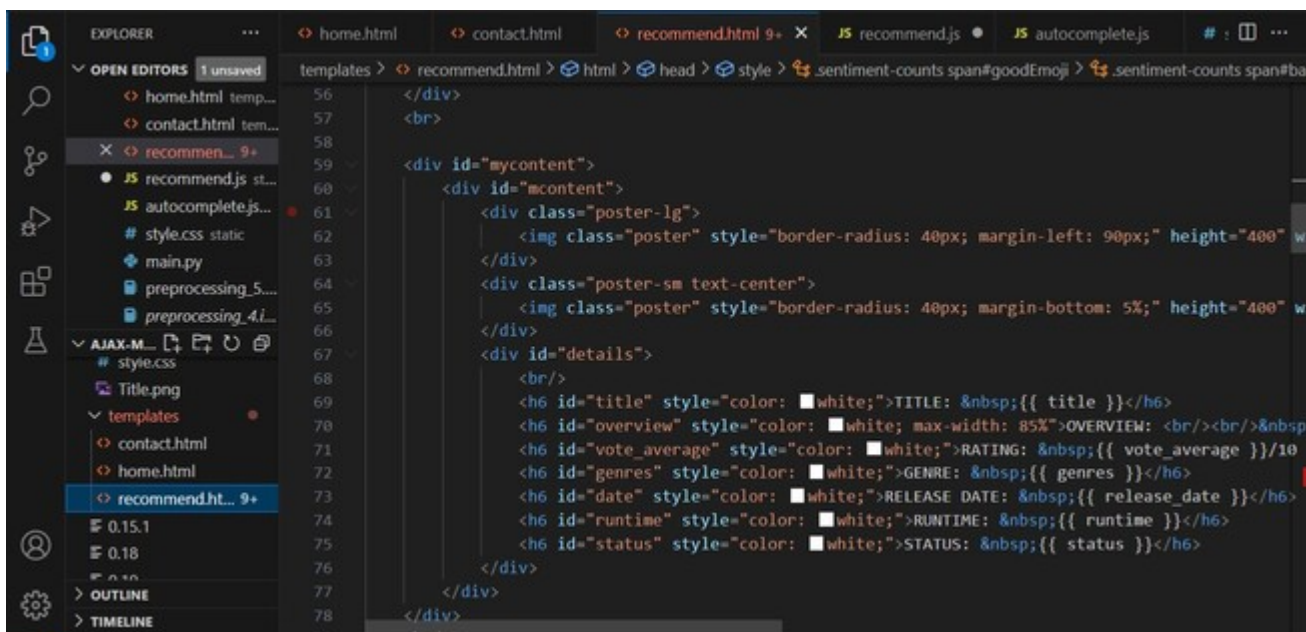 EXPLORER ...
OPEN EDITORS 1 unsaved
home.html temp...
contact.html tem...
recommen... 9+
JS recommend.js st...
JS autocomplete.js...
# style.css static
main.py
preprocessing_5....
preprocessing_4.i...
AJAX-M...
# style.css
Title.png
templates
contact.html
home.html
recommend.ht... 9+
0.15.1
0.18
OUTLINE
TIMELINE
home.html contact.html recommend.html 9+ JS recommend.js JS autocomplete.js # ...
templates > recommend.html > html > head > style > .sentiment-counts span#goodEmoji > .sentiment-counts span#ba
56 </div>
57 <br>
58
59 <div id="mycontent">
60 <div id="mcontent">
61 <div class="poster-lg">
62 <img class="poster" style="border-radius: 40px; margin-left: 90px;" height="400" w
63 </div>
64 <div class="poster-sm text-center">
65 <img class="poster" style="border-radius: 40px; margin-bottom: 5%;" height="400" w
66 </div>
67 <div id="details">
68 <br/>
69 <h6 id="title" style="color: white;">TITLE: &nbsp;{{ title }}</h6>
70 <h6 id="overview" style="color: white; max-width: 85%">OVERVIEW: <br/><br/>&nbsp
71 <h6 id="vote_average" style="color: white;">RATING: &nbsp;{{ vote_average }}/10
72 <h6 id="genres" style="color: white;">GENRE: &nbsp;{{ genres }}</h6>
73 <h6 id="date" style="color: white;">RELEASE DATE: &nbsp;{{ release_date }}</h6>
74 <h6 id="runtime" style="color: white;">RUNTIME: &nbsp;{{ runtime }}</h6>
75 <h6 id="status" style="color: white;">STATUS: &nbsp;{{ status }}</h6>
76 </div>
77 </div>
78 </div>